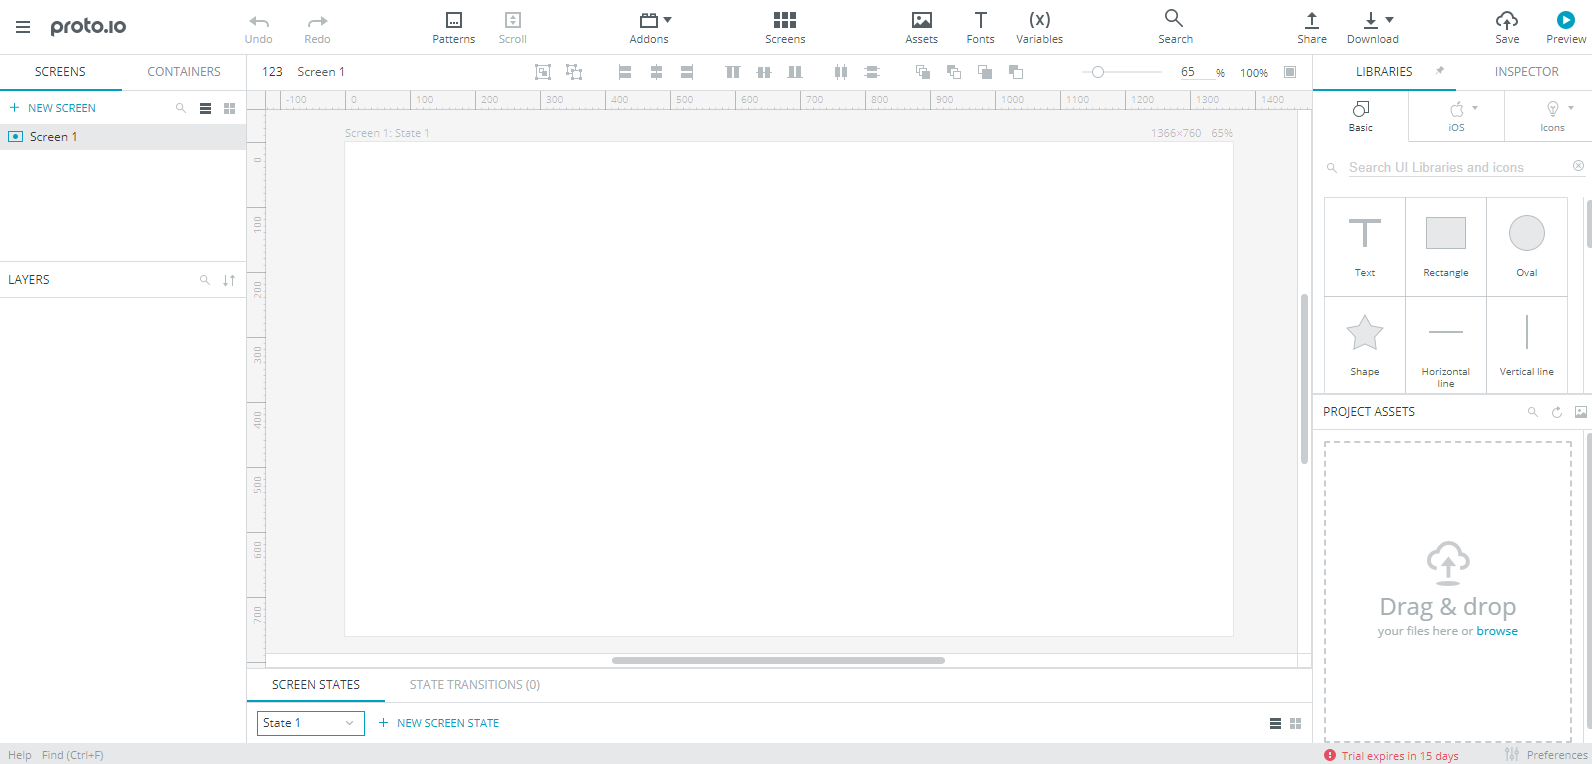 proto.io
Undo
Redo
Patterns
Scroll
Addons
Screens
Assets
Fonts
(x)
Variables
Search
Share
Download
Save
Preview
SCREENS
CONTAINERS
123 Screen 1
65 %
100%
LIBRARIES
INSPECTOR
+ NEW SCREEN
Screen 1
-100 0 100 200 300 400 500 600 700 800 900 1000 1100 1200 1300 1400
Basic
iOS
Icons
Screen 1: State 1
1366×760 65%
0
100
200
300
400
500
600
700
Search UI Libraries and icons
Text
Rectangle
Oval
Shape
Horizontal
line
Vertical line
LAYERS
PROJECT ASSETS
Drag & drop
your files here or browse
SCREEN STATES
STATE TRANSITIONS (0)
State 1
+ NEW SCREEN STATE
Help
Find (Ctrl+F)
Trial expires in 15 days
Preferences